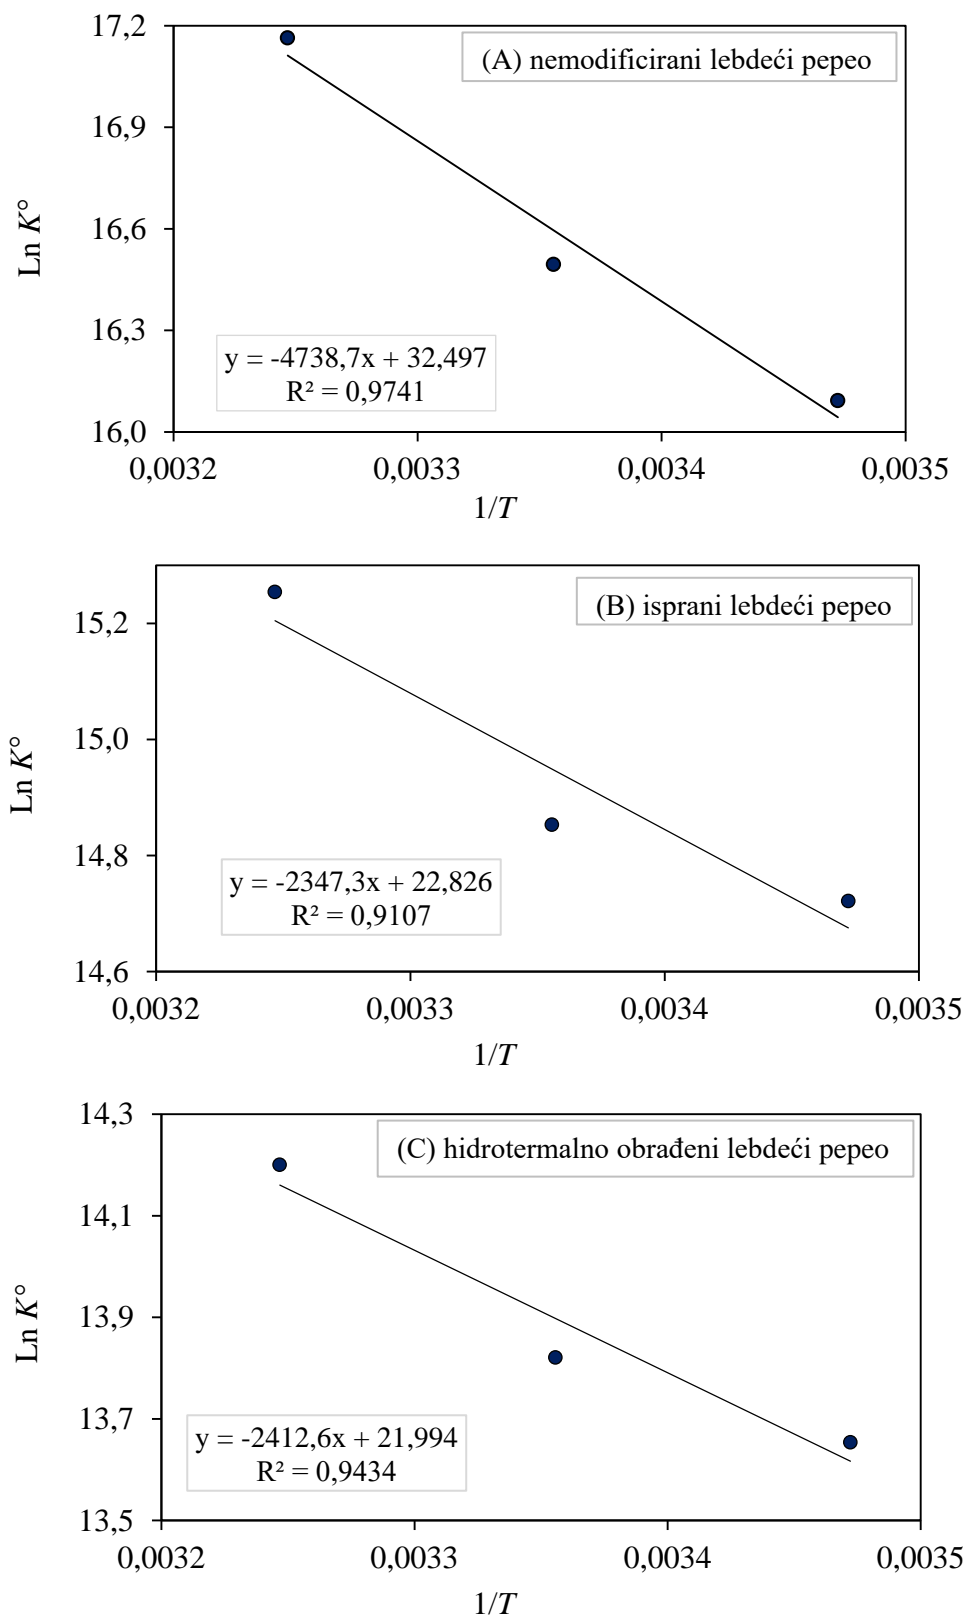 17,2
(A) nemodificirani lebdeći pepeo
16,9
16,6
Ln K°
16,3
y = -4738,7x + 32,497
R² = 0,9741
16,0
0,0032 0,0033 0,0034 0,0035
1/T
(B) isprani lebdeći pepeo
15,2
15,0
Ln K°
14,8
y = -2347,3x + 22,826
R² = 0,9107
14,6
0,0032 0,0033 0,0034 0,0035
1/T
14,3
(C) hidrotermalno obrađeni lebdeći pepeo
14,1
13,9
Ln K°
13,7
y = -2412,6x + 21,994
R² = 0,9434
13,5
0,0032 0,0033 0,0034 0,0035
1/T